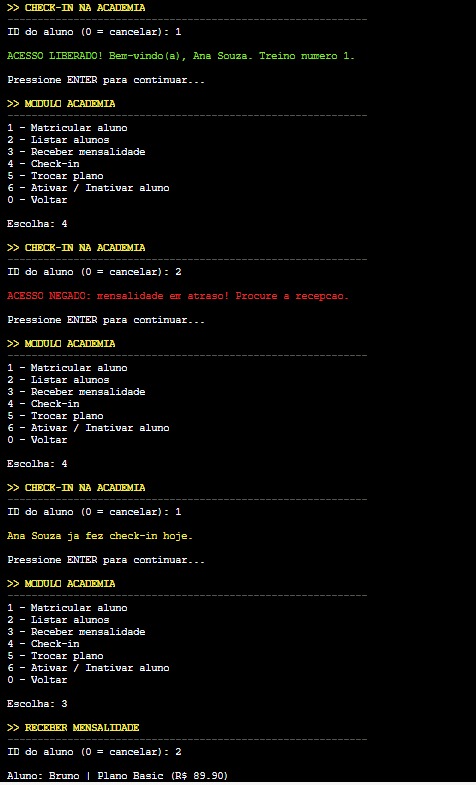 >> CHECK-IN NA ACADEMIA
------------------------------------------------------------
ID do aluno (0 = cancelar): 1
ACESSO LIBERADO! Bem-vindo(a), Ana Souza. Treino numero 1.
Pressione ENTER para continuar...
>> MODULO ACADEMIA
------------------------------------------------------------
1 - Matricular aluno
2 - Listar alunos
3 - Receber mensalidade
4 - Check-in
5 - Trocar plano
6 - Ativar / Inativar aluno
0 - Voltar
Escolha: 4
>> CHECK-IN NA ACADEMIA
------------------------------------------------------------
ID do aluno (0 = cancelar): 2
ACESSO NEGADO: mensalidade em atraso! Procure a recepcao.
Pressione ENTER para continuar...
>> MODULO ACADEMIA
------------------------------------------------------------
1 - Matricular aluno
2 - Listar alunos
3 - Receber mensalidade
4 - Check-in
5 - Trocar plano
6 - Ativar / Inativar aluno
0 - Voltar
Escolha: 4
>> CHECK-IN NA ACADEMIA
------------------------------------------------------------
ID do aluno (0 = cancelar): 1
Ana Souza ja fez check-in hoje.
Pressione ENTER para continuar...
>> MODULO ACADEMIA
------------------------------------------------------------
1 - Matricular aluno
2 - Listar alunos
3 - Receber mensalidade
4 - Check-in
5 - Trocar plano
6 - Ativar / Inativar aluno
0 - Voltar
Escolha: 3
>> RECEBER MENSALIDADE
------------------------------------------------------------
ID do aluno (0 = cancelar): 2
Aluno: Bruno | Plano Basic (R$ 89.90)